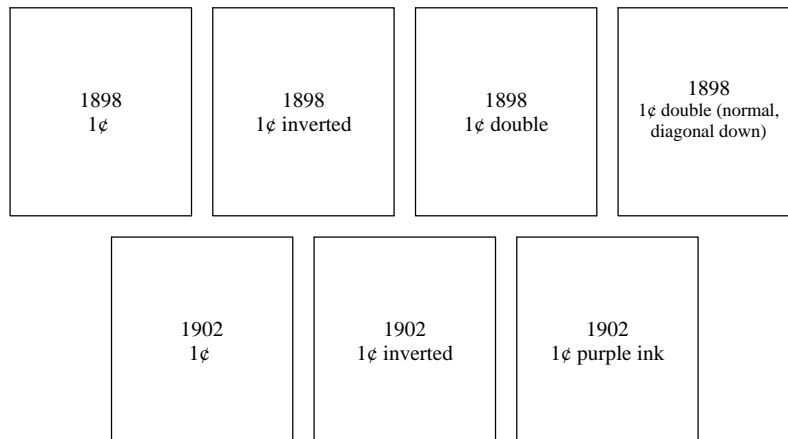 1898
1¢
1898
1¢ inverted
1898
1¢ double
1898
1¢ double (normal,
diagonal down)
1902
1¢
1902
1¢ inverted
1902
1¢ purple ink